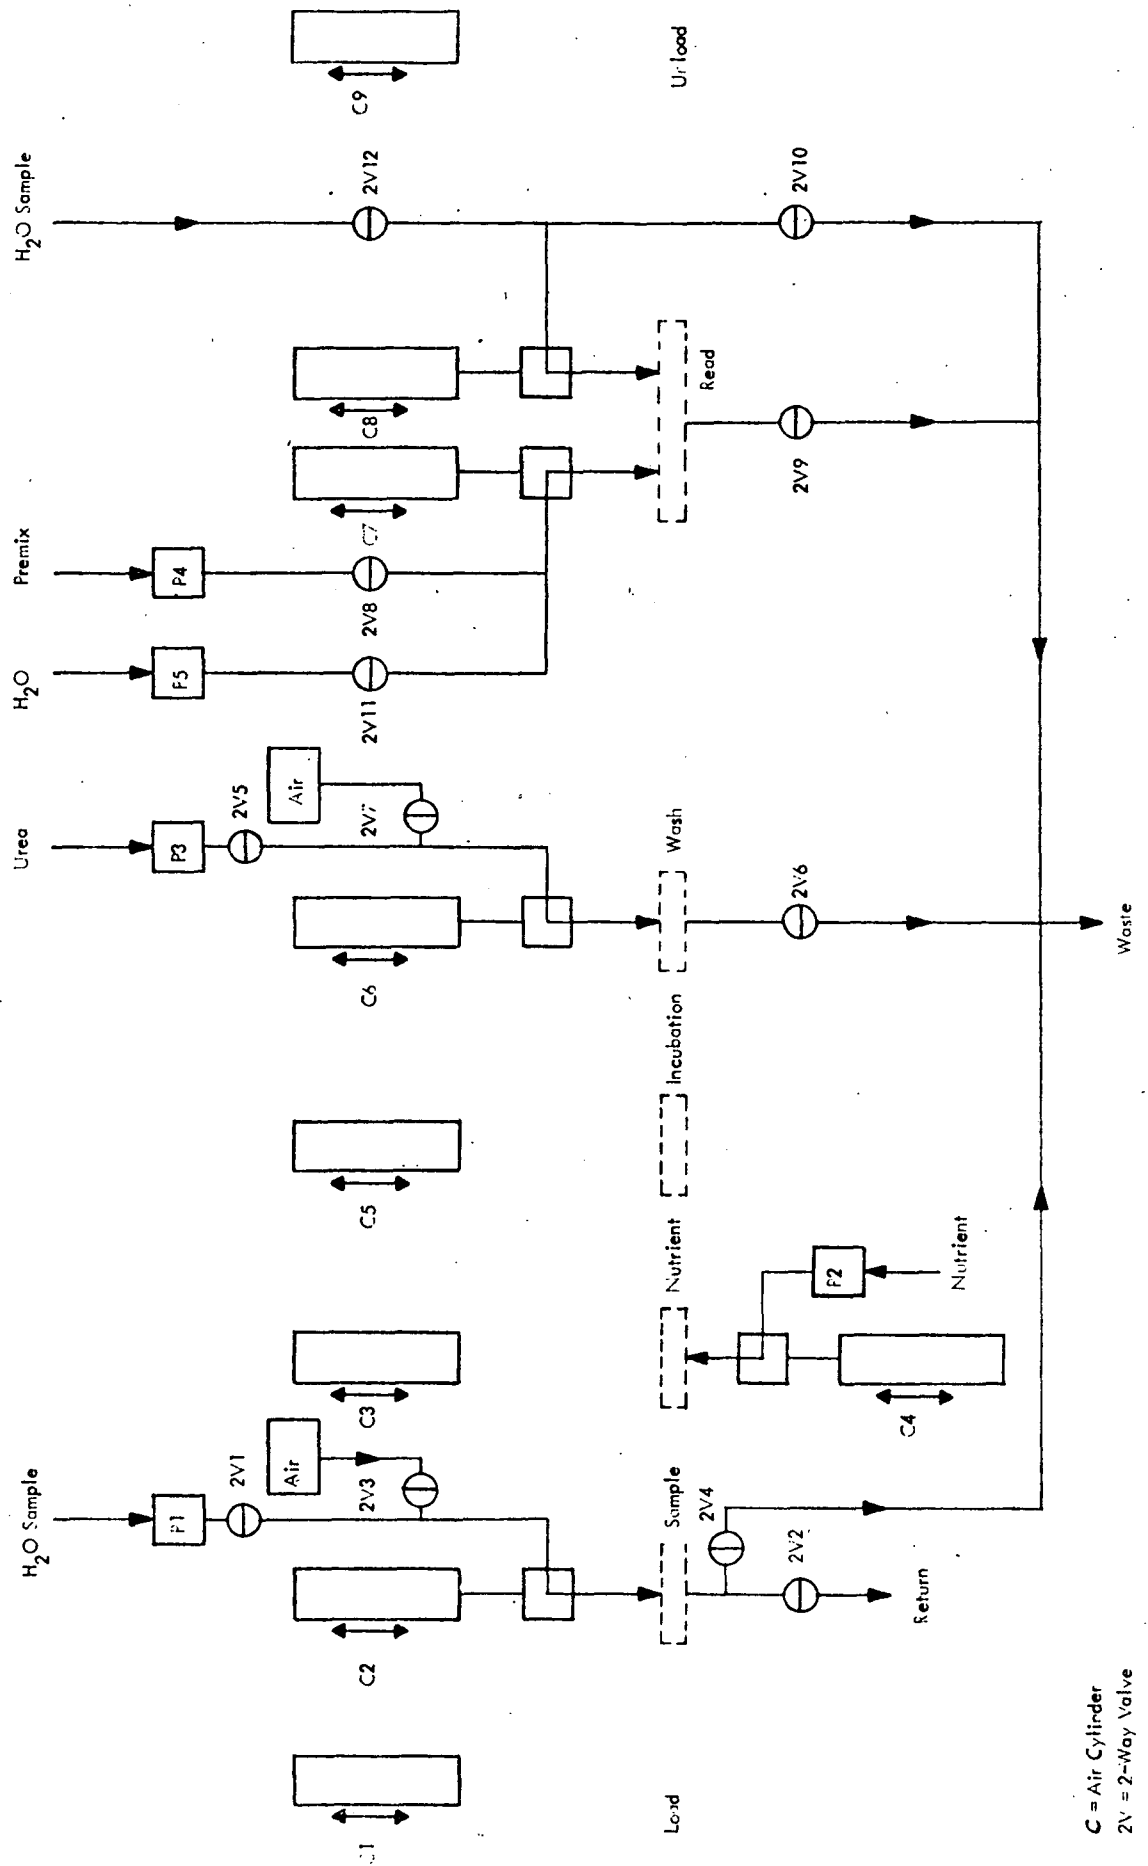 H2O Sample
Urea
H2O
Premix
H2O Sample
P1
P3
P5
P4
2V1
2V5
Air
Air
2V3
2V7
2V11
2V8
2V12
C1
C2
C3
C5
C6
C7
C8
C9
Load
Sample
Nutrient
Incubation
Wash
Read
Unload
2V4
2V2
P2
2V6
2V9
2V10
C4
Return
Nutrient
Waste
C = Air Cylinder
2V = 2-Way Valve